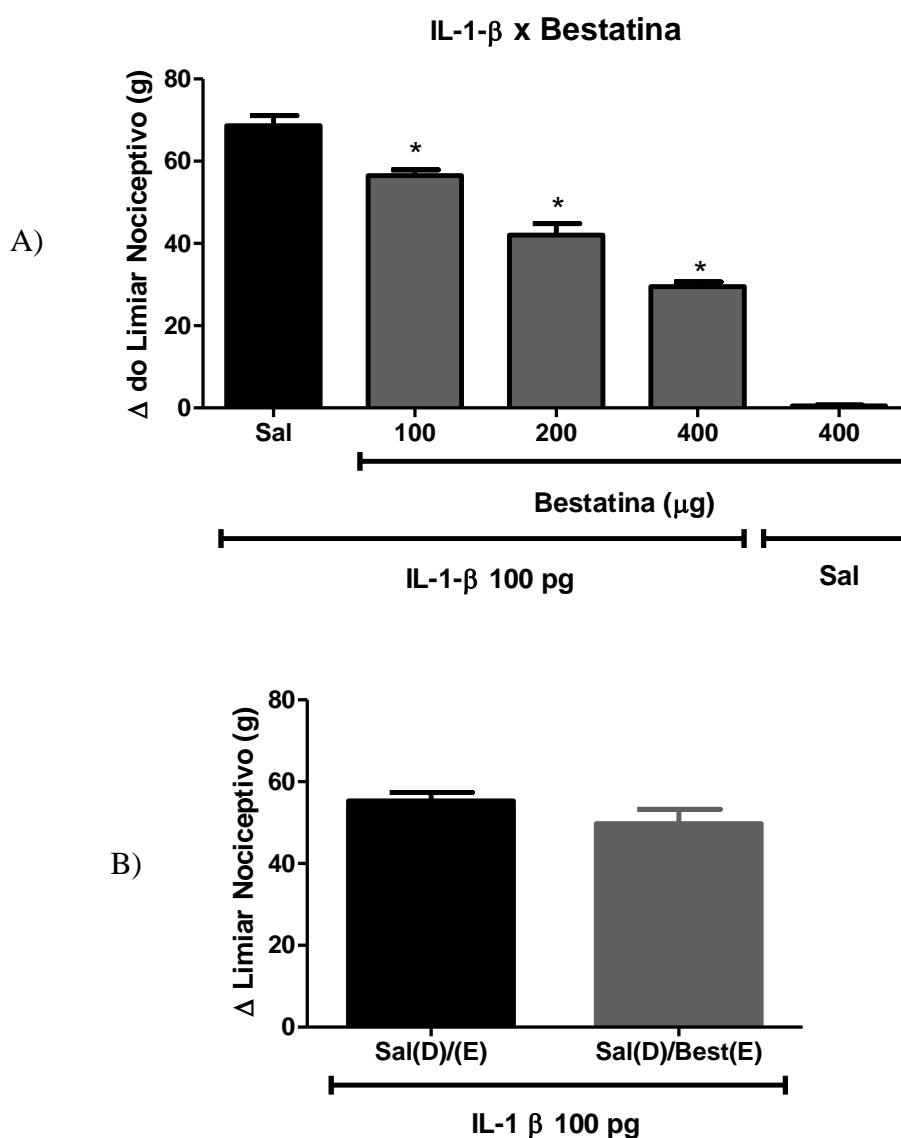 IL-1-β x Bestatina
A)
Δ do Limiar Nociceptivo (g)
80
60
40
20
0
*
*
*
Sal 100 200 400 400
Bestatina (μg)
IL-1-β 100 pg Sal
B)
Δ Limiar Nociceptivo (g)
80
60
40
20
0
Sal(D)/(E) Sal(D)/Best(E)
IL-1 β 100 pg